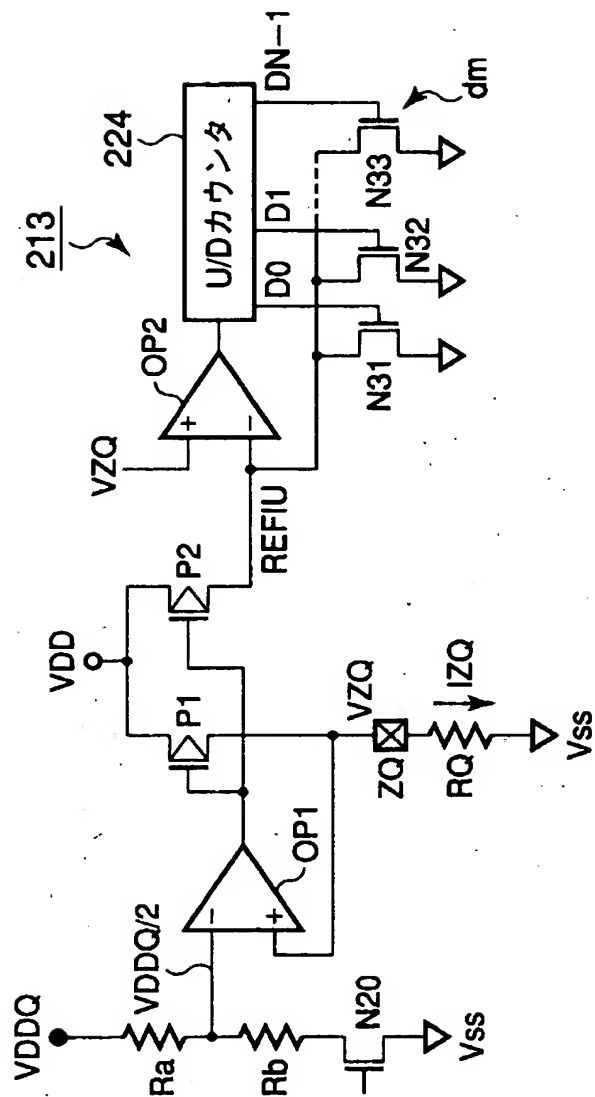 213
VDDQ
Ra
VDDQ/2
Rb
N20
Vss
−
+
OP1
VDD
P1
P2
VZQ
ZQ
RQ
IZQ
Vss
REFIU
VZQ
+
−
OP2
224
U/Dカウンタ
D0
D1
DN−1
N31
N32
N33
dm